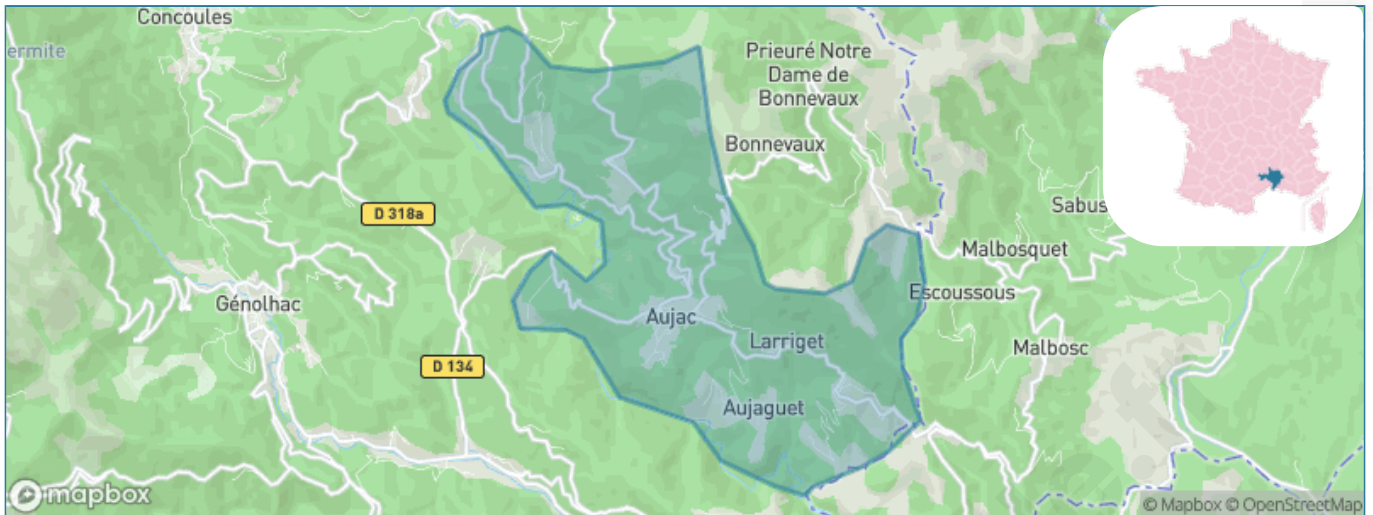 Concoules
ermite
Prieuré Notre
Dame de
Bonnevaux
Bonnevaux
Sabus
D 318a
Malbosquet
Génolhac
Escoussous
Aujac
Larriget
Malbosc
D 134
Aujaguet
mapbox
© Mapbox © OpenStreetMap